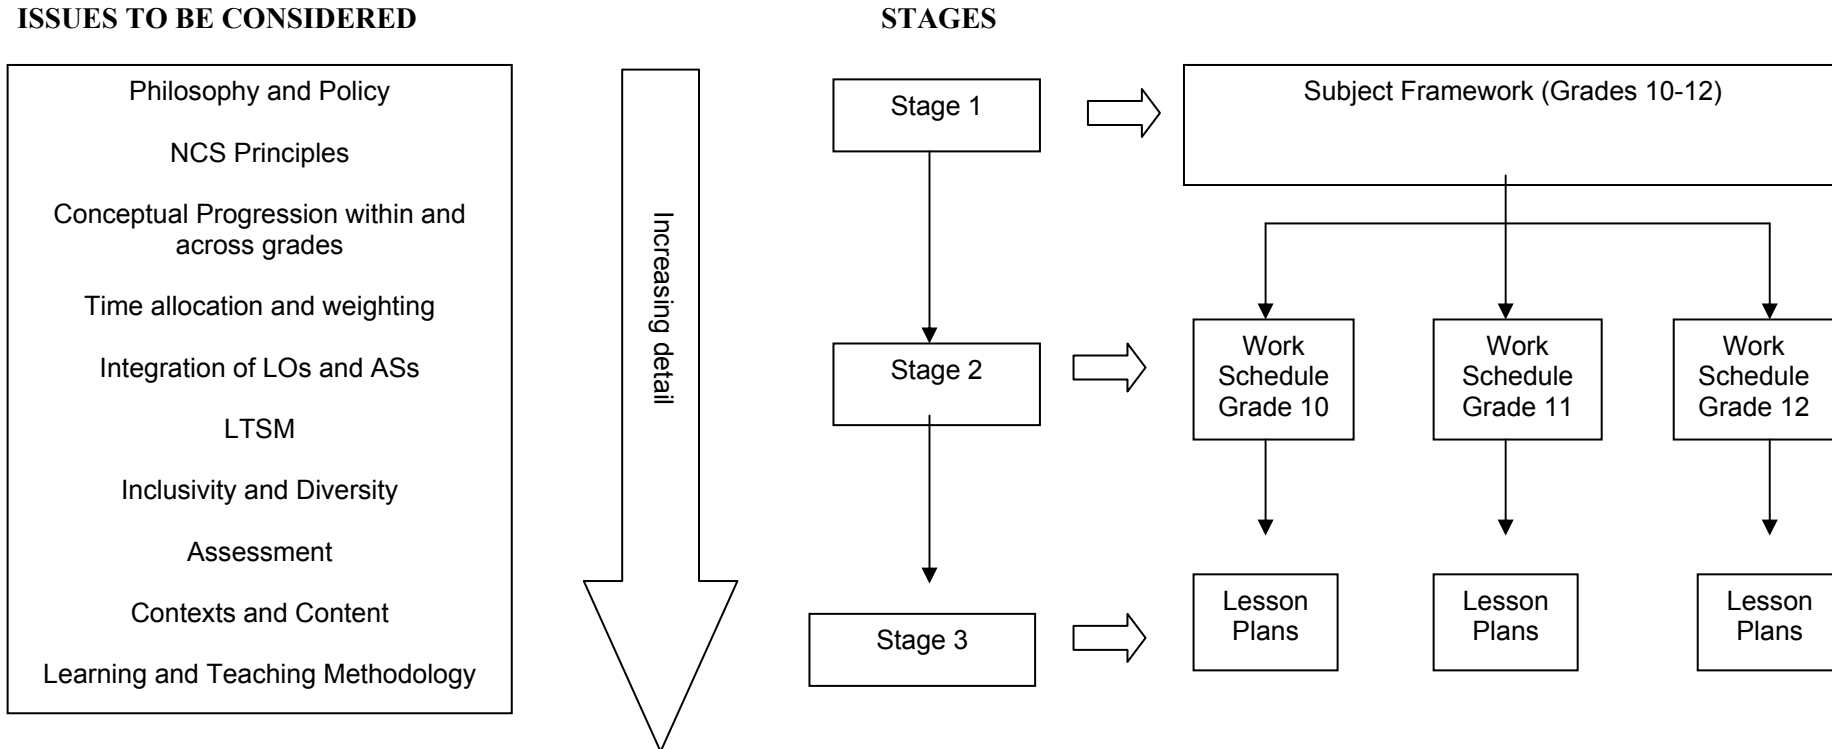 ISSUES TO BE CONSIDERED
Philosophy and Policy
NCS Principles
Conceptual Progression within and
across grades
Time allocation and weighting
Integration of LOs and ASs
LTSM
Inclusivity and Diversity
Assessment
Contexts and Content
Learning and Teaching Methodology
Increasing detail
STAGES
Stage 1
Subject Framework (Grades 10-12)
Stage 2
Work
Schedule
Grade 10
Work
Schedule
Grade 11
Work
Schedule
Grade 12
Stage 3
Lesson
Plans
Lesson
Plans
Lesson
Plans